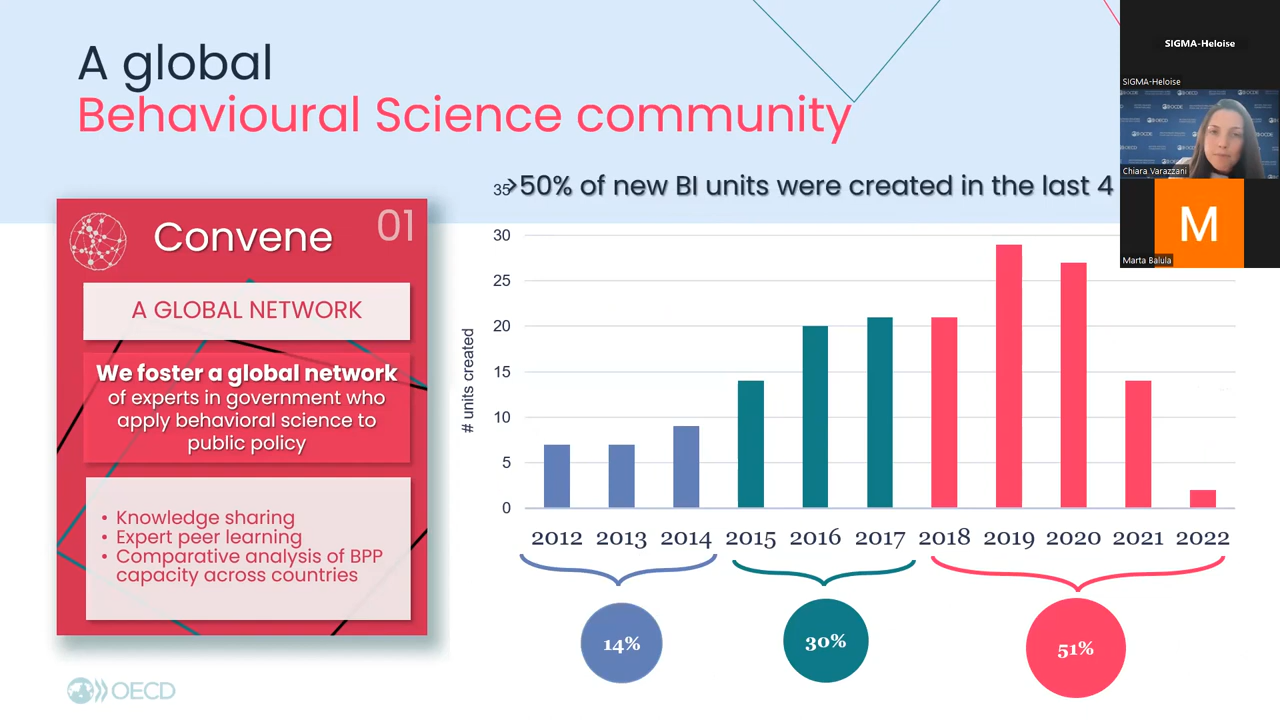 A global
Behavioural Science community
>50% of new BI units were created in the last 4
Convene
01
A GLOBAL NETWORK
We foster a global network
of experts in government who
apply behavioral science to
public policy
• Knowledge sharing
• Expert peer learning
• Comparative analysis of BPP
capacity across countries
OECD
# units created
35
30
25
20
15
10
5
0
2012 2013 2014 2015 2016 2017 2018 2019 2020 2021 2022
14%
30%
51%
SIGMA-Heloise
SIGMA-Heloise
Chiara Varazzani
M
Marta Balula